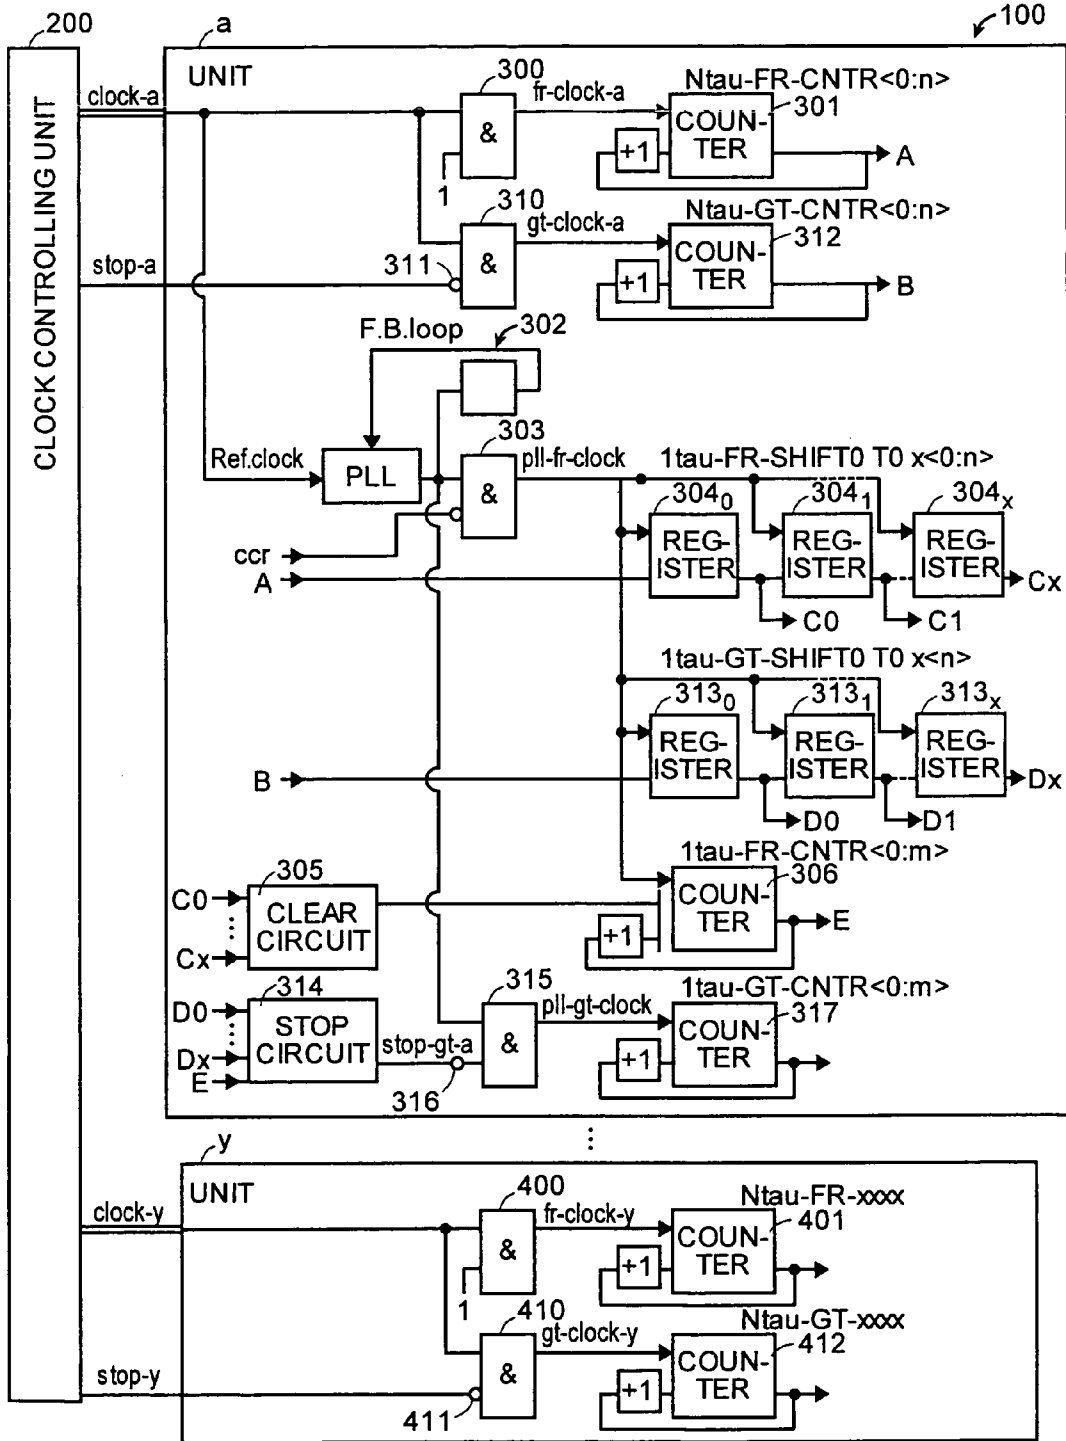 100
200
a
CLOCK CONTROLLING UNIT
UNIT
clock-a
300
fr-clock-a
Ntau-FR-CNTR<0:n>
301
&
1
+1
COUN-
TER
A
310
gt-clock-a
Ntau-GT-CNTR<0:n>
312
stop-a
311
&
+1
COUN-
TER
B
F.B.loop
302
303
Ref.clock
PLL
&
pll-fr-clock
1tau-FR-SHIFT0 T0 x<0:n>
304₀
304₁
304ₓ
REG-
ISTER
REG-
ISTER
REG-
ISTER
ccr
A
Cx
C0
C1
1tau-GT-SHIFT0 T0 x<n>
313₀
313₁
313ₓ
REG-
ISTER
REG-
ISTER
REG-
ISTER
B
Dx
D0
D1
1tau-FR-CNTR<0:m>
305
306
C0
Cx
CLEAR
CIRCUIT
+1
COUN-
TER
E
314
315
1tau-GT-CNTR<0:m>
D0
Dx
E
STOP
CIRCUIT
stop-gt-a
316
&
pll-gt-clock
317
+1
COUN-
TER
y
UNIT
clock-y
400
fr-clock-y
Ntau-FR-xxxx
401
&
1
+1
COUN-
TER
410
gt-clock-y
Ntau-GT-xxxx
412
stop-y
411
&
+1
COUN-
TER